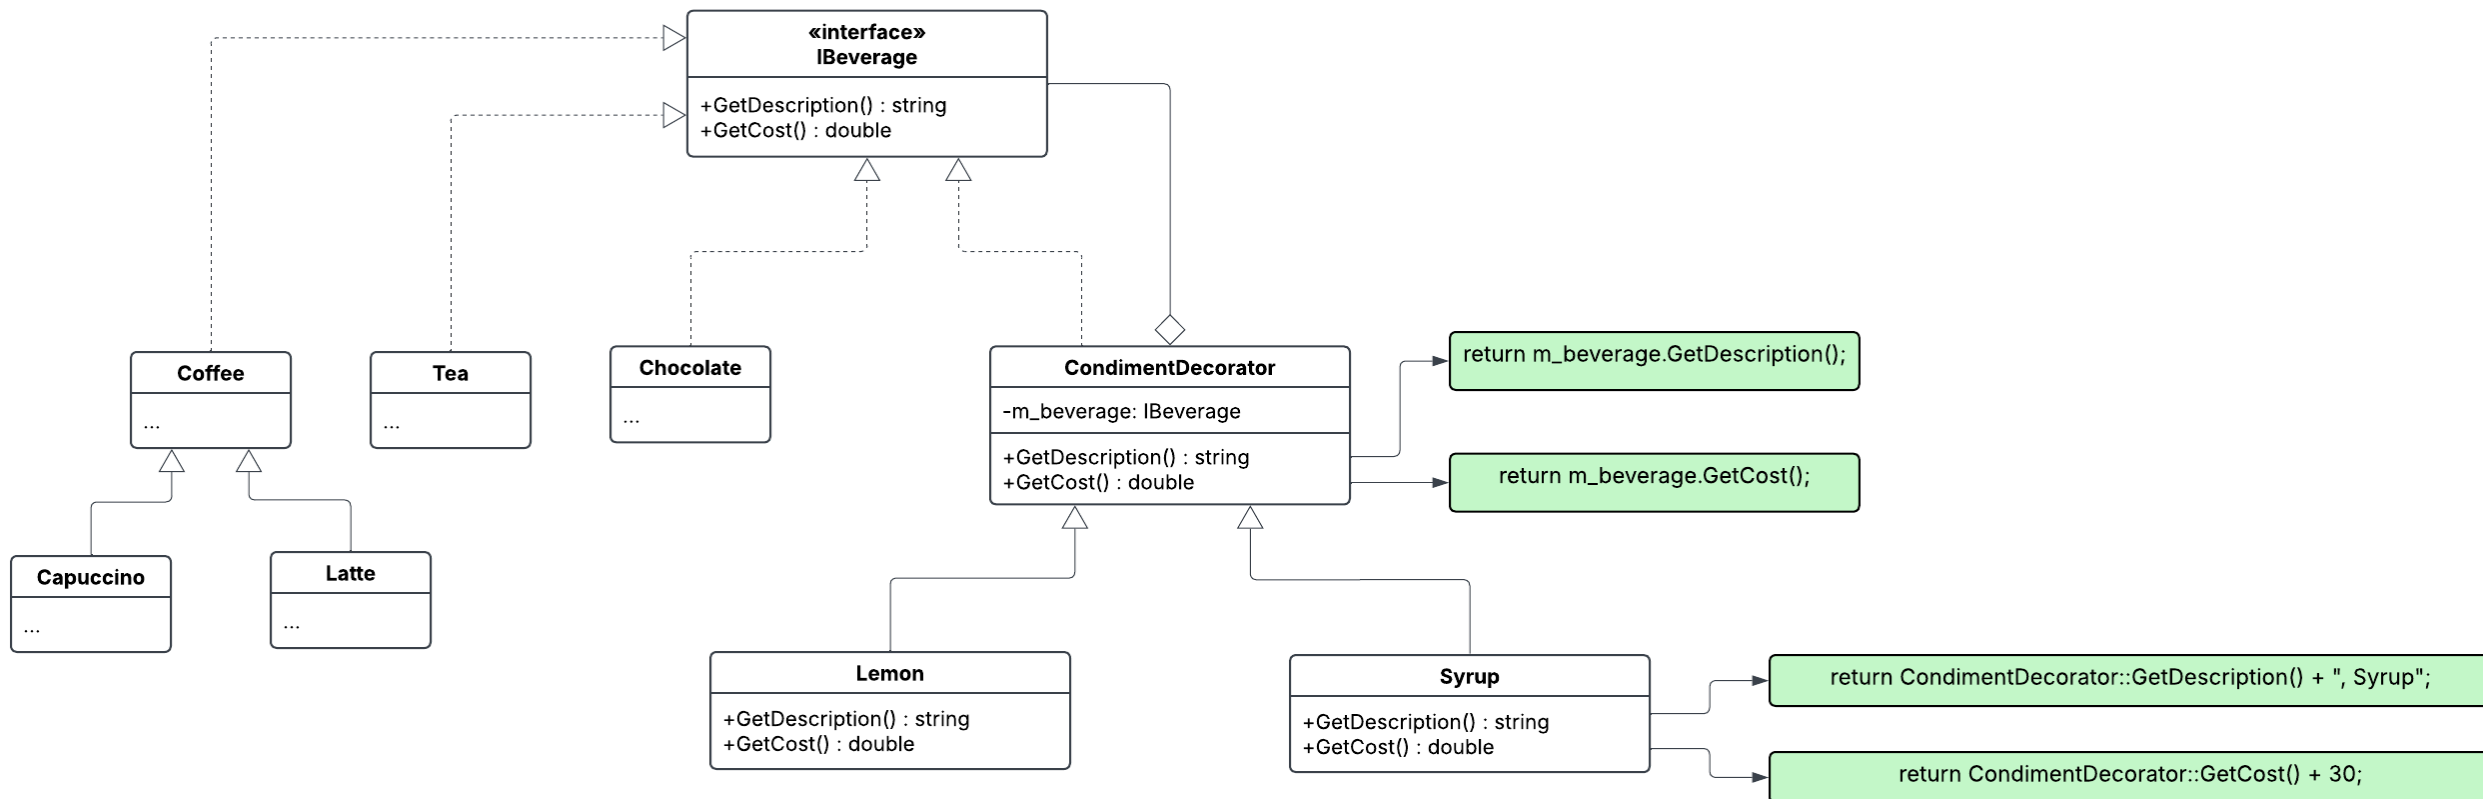 «interface»
IBeverage
+GetDescription() : string
+GetCost() : double
Coffee
...
Tea
...
Chocolate
...
CondimentDecorator
-m_beverage: IBeverage
+GetDescription() : string
+GetCost() : double
return m_beverage.GetDescription();
return m_beverage.GetCost();
Capuccino
...
Latte
...
Lemon
+GetDescription() : string
+GetCost() : double
Syrup
+GetDescription() : string
+GetCost() : double
return CondimentDecorator::GetDescription() + ", Syrup";
return CondimentDecorator::GetCost() + 30;